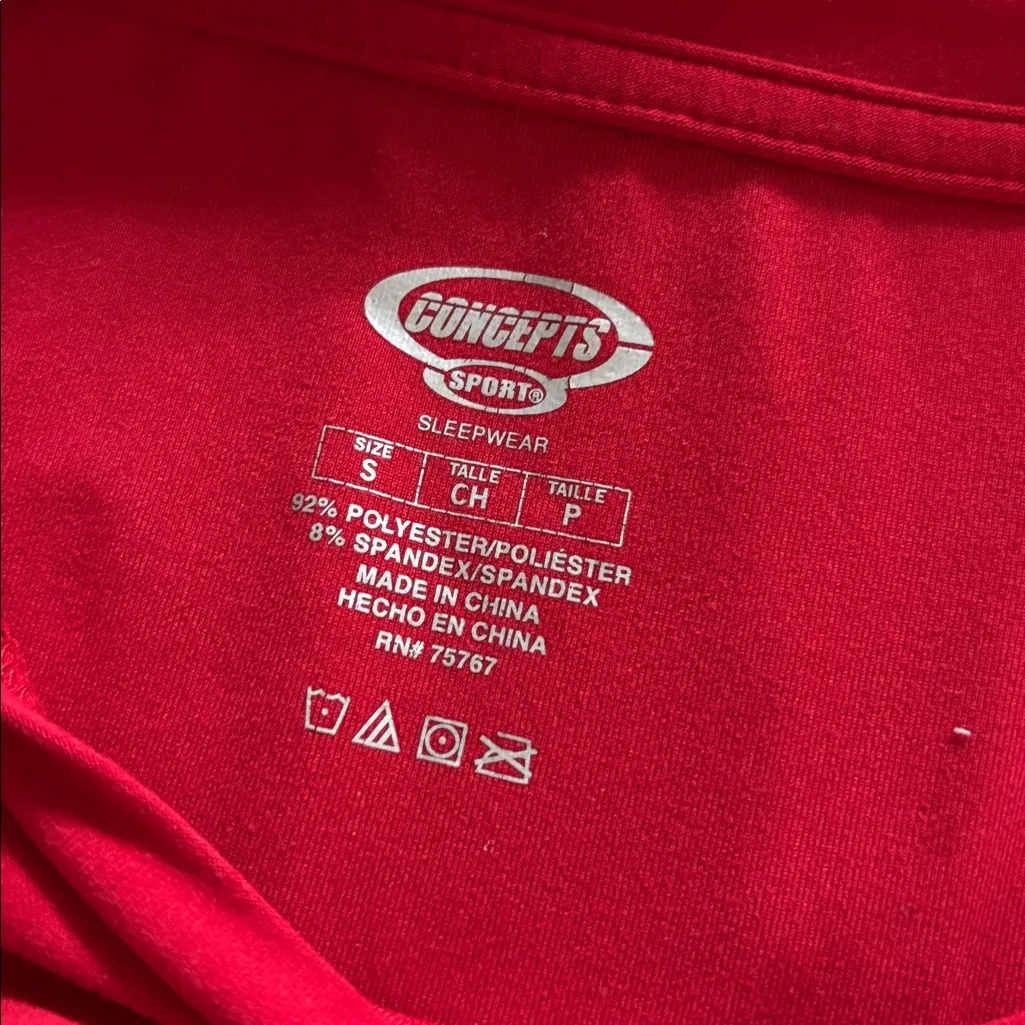 CONCEPTS
SPORT®
SLEEPWEAR
SIZE TALLE TAILLE
S CH P
92% POLYESTER/POLIÉSTER
8% SPANDEX/SPANDEX
MADE IN CHINA
HECHO EN CHINA
RN# 75767